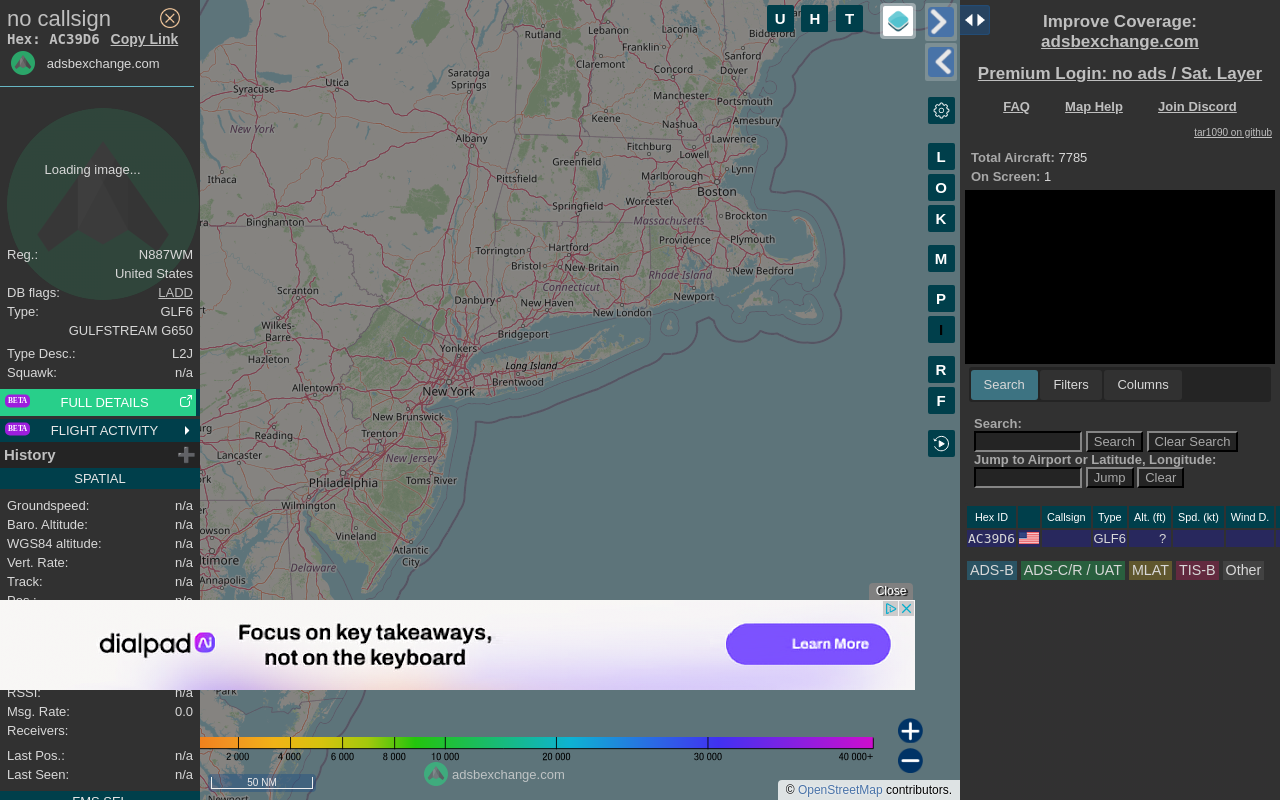 no callsign
Hex: AC39D6 Copy Link
adsbexchange.com
Loading image...
Reg.: N887WM
United States
DB flags: LADD
Type: GLF6
GULFSTREAM G650
Type Desc.: L2J
Squawk: n/a
BETA FULL DETAILS
BETA FLIGHT ACTIVITY
History
SPATIAL
Groundspeed: n/a
Baro. Altitude: n/a
WGS84 altitude: n/a
Vert. Rate: n/a
Track: n/a
Pos.: n/a
RSSI: n/a
Msg. Rate: 0.0
Receivers:
Last Pos.: n/a
Last Seen: n/a
FMS SEL
U H T
L
O
K
M
P
I
R
F
Rutland
Lebanon
Laconia
Franklin
Biddeford
Claremont
Sanford
Concord
Dover
Utica
Saratoga
Springs
Syracuse
Manchester
Portsmouth
Keene
Nashua
Amesbury
New York
Albany
Fitchburg
Lawrence
Lowell
Greenfield
Ithaca
Pittsfield
Marlborough
Lynn
Boston
Springfield
Worcester
Binghamton
Massachusetts
Brockton
Torrington
Hartford
Providence
Plymouth
Bristol
New Britain
Rhode Island
New Bedford
Connecticut
Scranton
Danbury
New Haven
New London
Newport
Wilkes-
Barre
Bridgeport
Hazleton
Yonkers
Long Island
Allentown
New York
Brentwood
New Brunswick
Reading
Trenton
Lancaster
New Jersey
Philadelphia
Toms River
Wilmington
Vineland
Atlantic
City
Annapolis
Delaware
Close
dialpad Ai
Focus on key takeaways,
not on the keyboard
Learn More
Park
2 000 4 000 6 000 8 000 10 000 20 000 30 000 40 000+
adsbexchange.com
50 NM
Newport
© OpenStreetMap contributors.
Improve Coverage:
adsbexchange.com
Premium Login: no ads / Sat. Layer
FAQ Map Help Join Discord
tar1090 on github
Total Aircraft: 7785
On Screen: 1
Search Filters Columns
Search:
Search Clear Search
Jump to Airport or Latitude, Longitude:
Jump Clear
Hex ID Callsign Type Alt. (ft) Spd. (kt) Wind D.
AC39D6 GLF6 ?
ADS-B ADS-C/R / UAT MLAT TIS-B Other